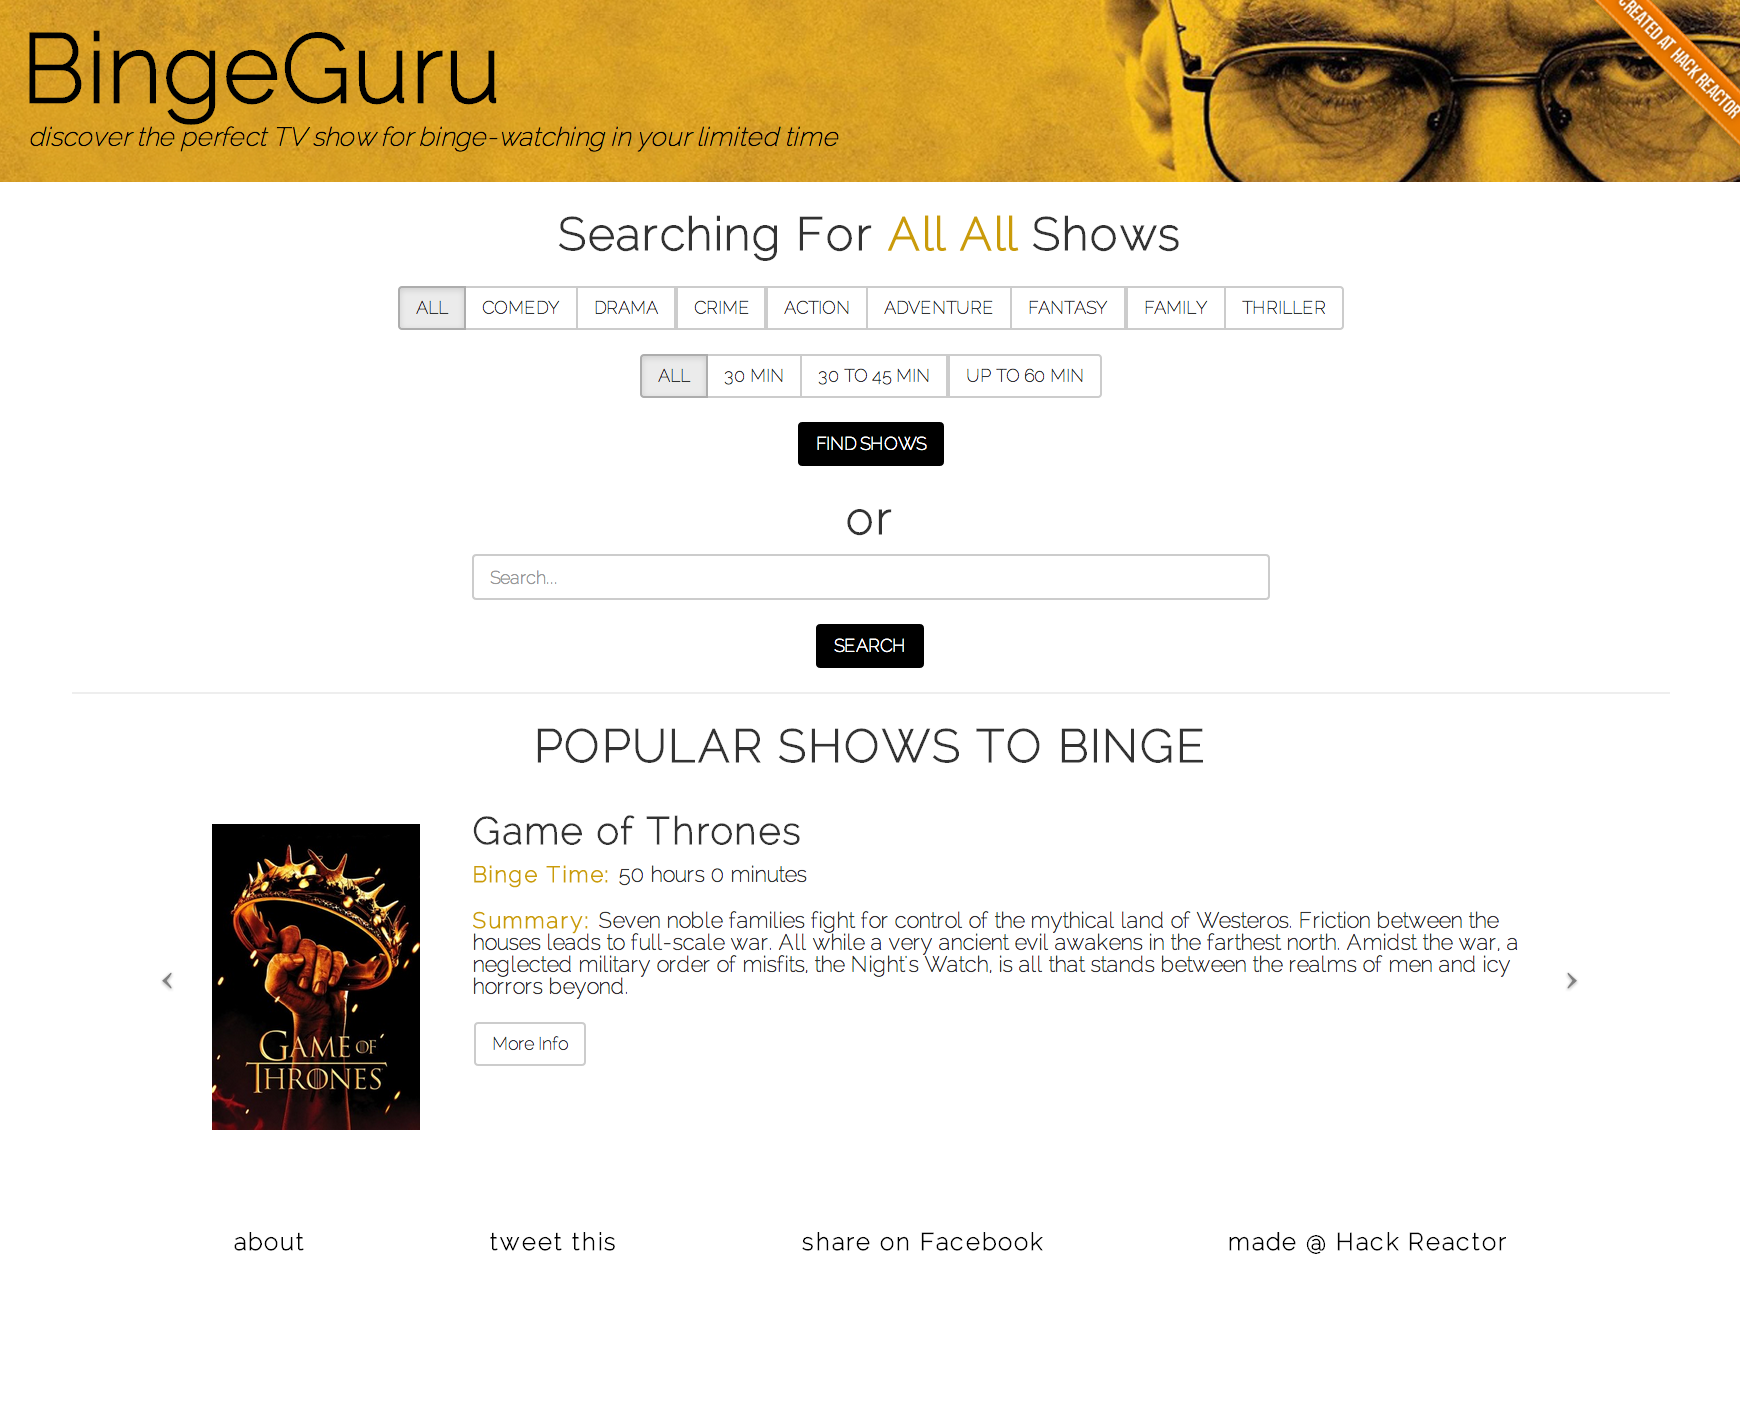 BingeGuru
discover the perfect TV show for binge-watching in your limited time
CREATED AT HACK REACTOR
Searching For All All Shows
ALL COMEDY DRAMA CRIME ACTION ADVENTURE FANTASY FAMILY THRILLER
ALL 30 MIN 30 TO 45 MIN UP TO 60 MIN
FIND SHOWS
or
Search...
SEARCH
POPULAR SHOWS TO BINGE
GAME OF
THRONES
Game of Thrones
Binge Time: 50 hours 0 minutes
Summary: Seven noble families fight for control of the mythical land of Westeros. Friction between the
houses leads to full-scale war. All while a very ancient evil awakens in the farthest north. Amidst the war, a
neglected military order of misfits, the Night's Watch, is all that stands between the realms of men and icy
horrors beyond.
More Info
about tweet this share on Facebook made @ Hack Reactor